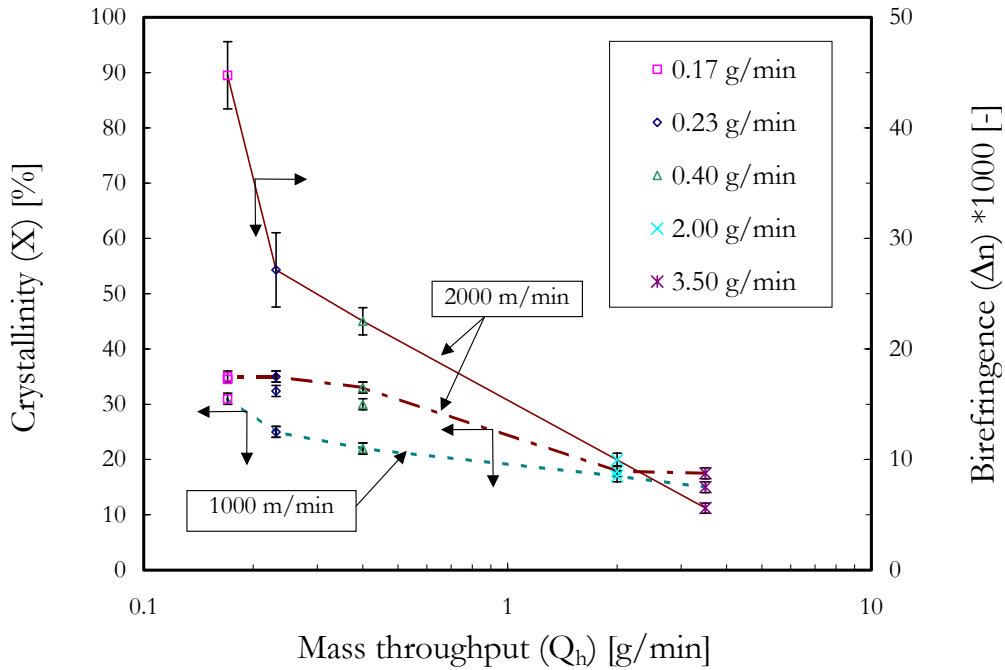 100
90
80
70
60
50
40
30
20
10
0
Crystallinity (X) [%]
50
40
30
20
10
0
Birefringence (Δn) *1000 [-]
0.17 g/min
0.23 g/min
0.40 g/min
2.00 g/min
3.50 g/min
2000 m/min
1000 m/min
0.1
1
10
Mass throughput (Qₕ) [g/min]